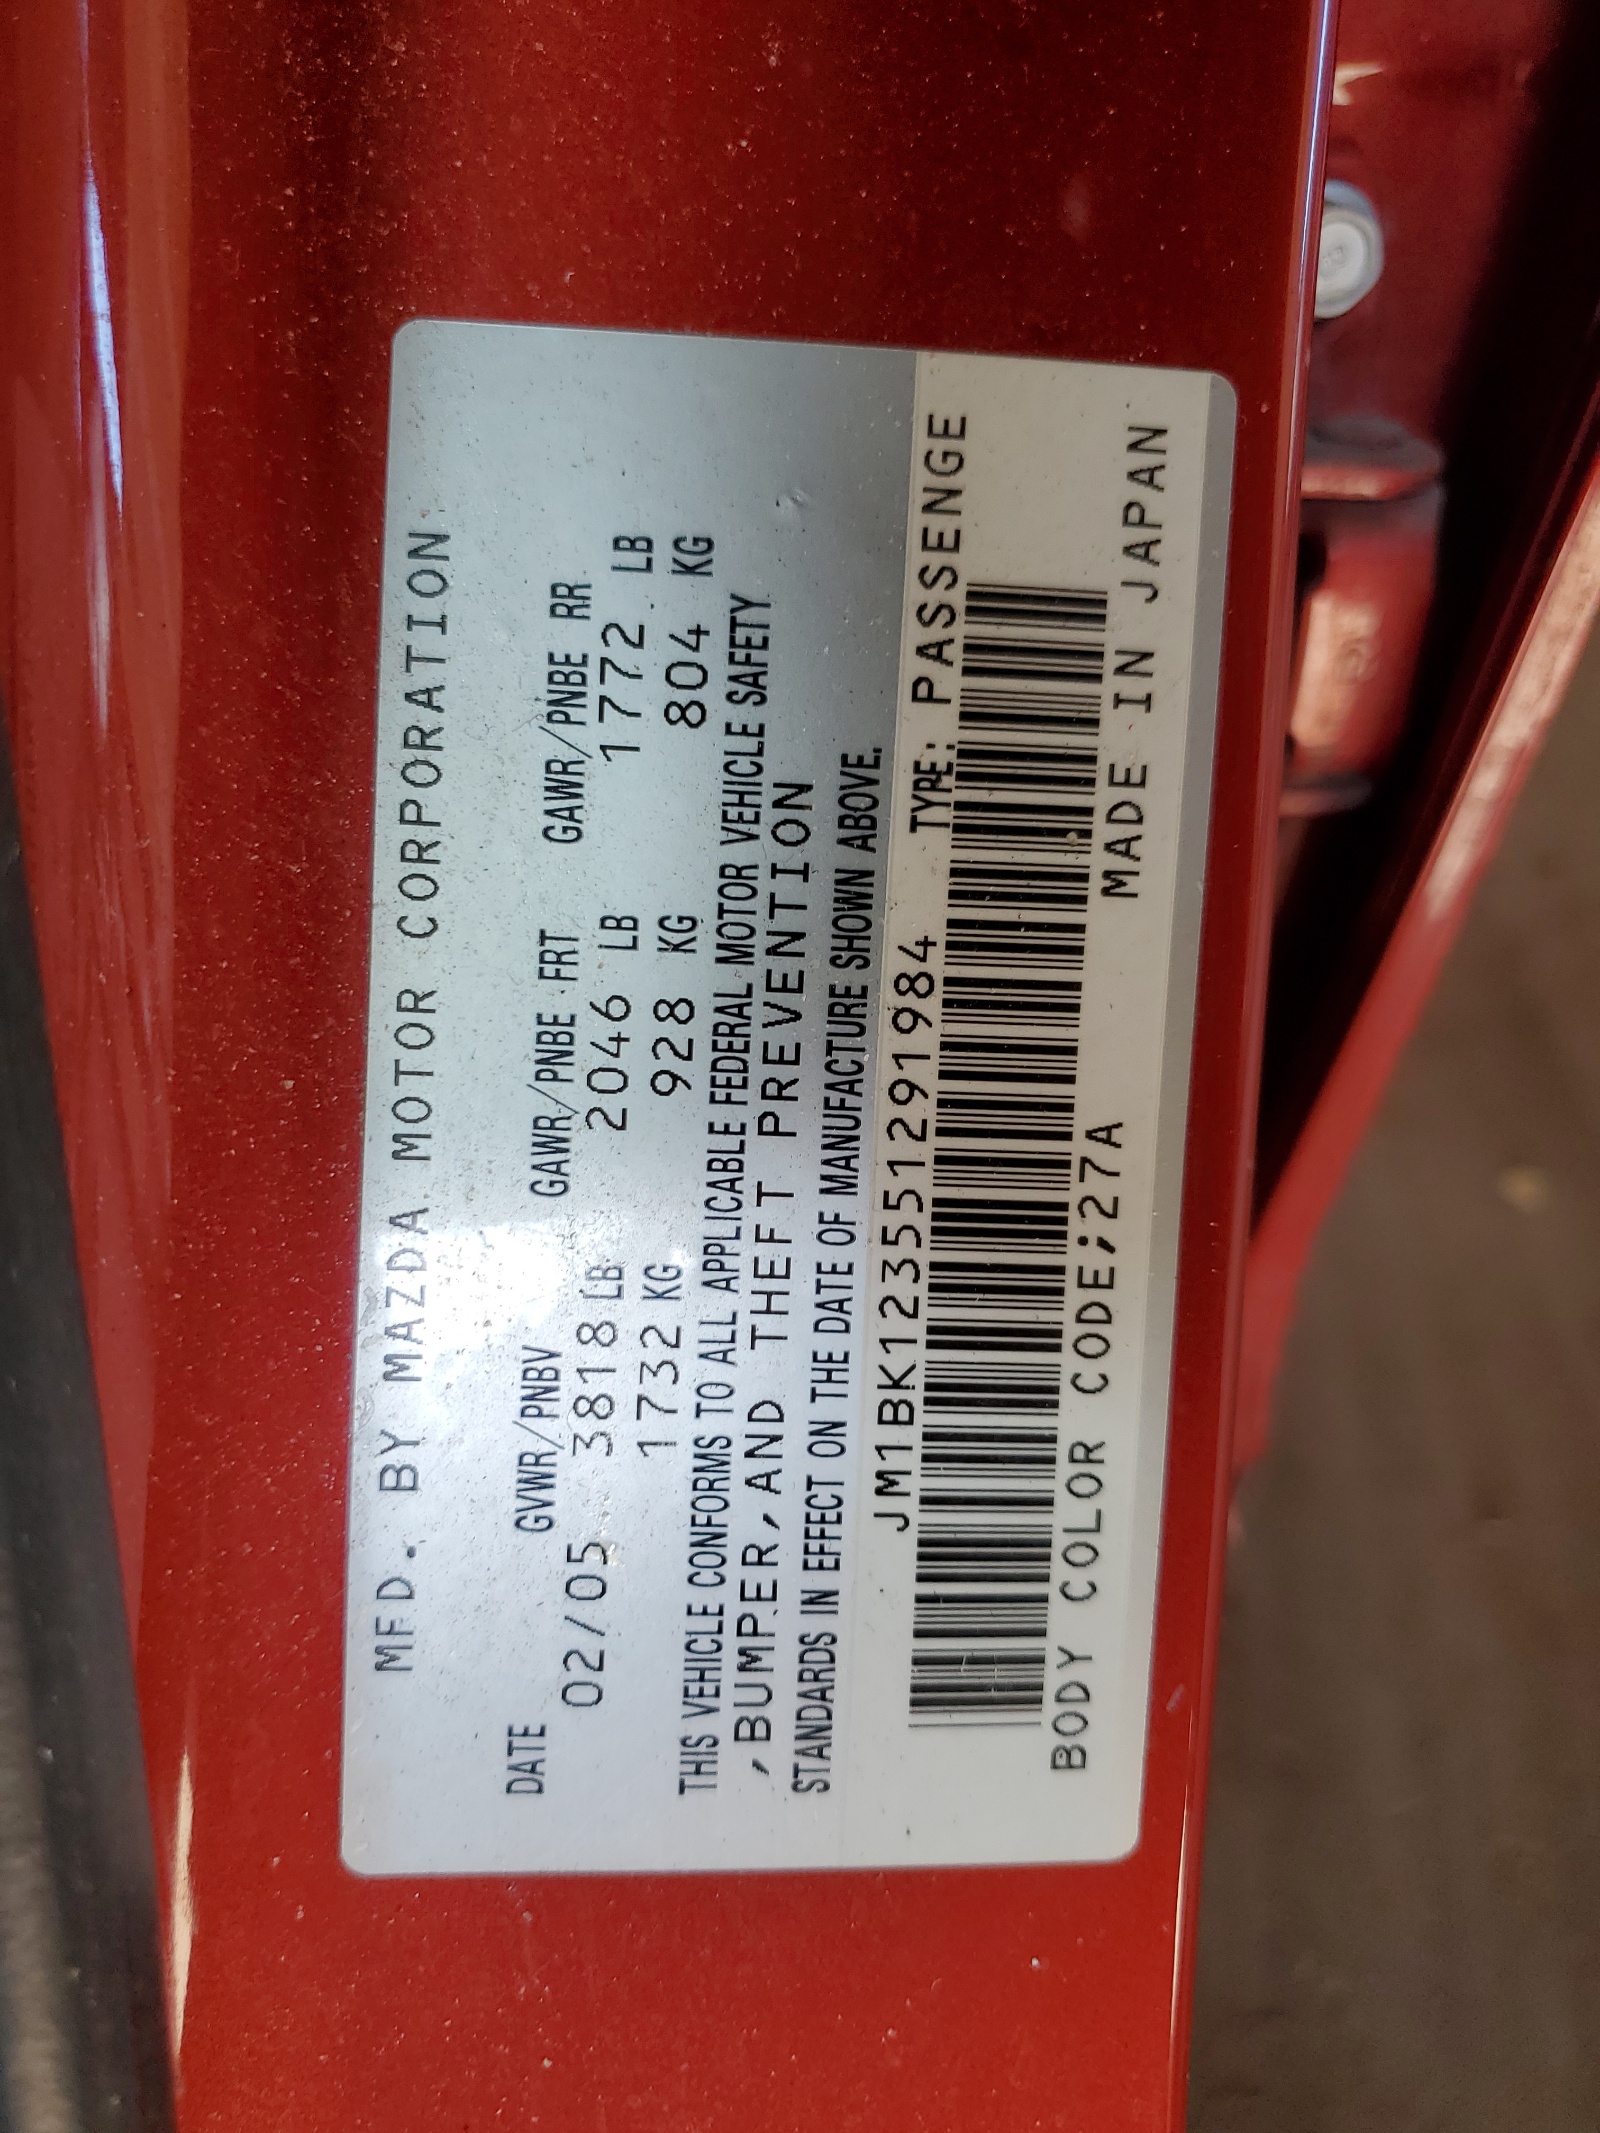 MFD. BY MAZDA MOTOR CORPORATION
DATE GVWR/PNBV GAWR/PNBE FRT GAWR/PNBE RR
02/05 3818 LB 2046 LB 1772 LB
1732 KG 928 KG 804 KG
THIS VEHICLE CONFORMS TO ALL APPLICABLE FEDERAL MOTOR VEHICLE SAFETY
,BUMPER,AND THEFT PREVENTION
STANDARDS IN EFFECT ON THE DATE OF MANUFACTURE SHOWN ABOVE.
JM1BK123551291984 TYPE: PASSENGE
BODY COLOR CODE;27A MADE IN JAPAN